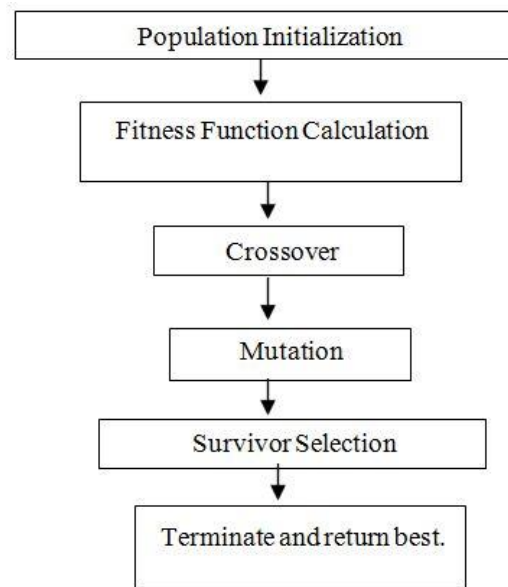 Population Initialization
Fitness Function Calculation
Crossover
Mutation
Survivor Selection
Terminate and return best.